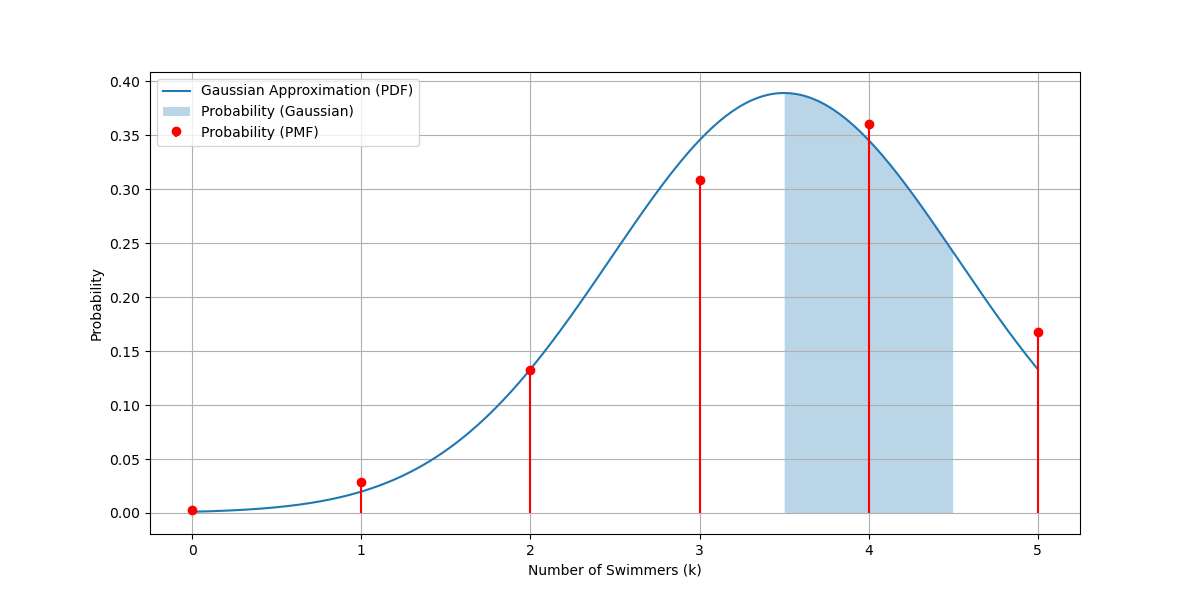 0.40
0.35
0.30
0.25
0.20
0.15
0.10
0.05
0.00
Probability
Gaussian Approximation (PDF)
Probability (Gaussian)
Probability (PMF)
0 1 2 3 4 5
Number of Swimmers (k)